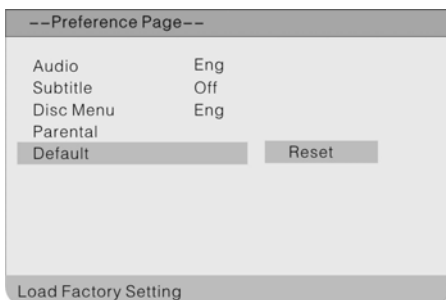 --Preference Page--
Audio Eng
Subtitle Off
Disc Menu Eng
Parental
Default Reset
Load Factory Setting